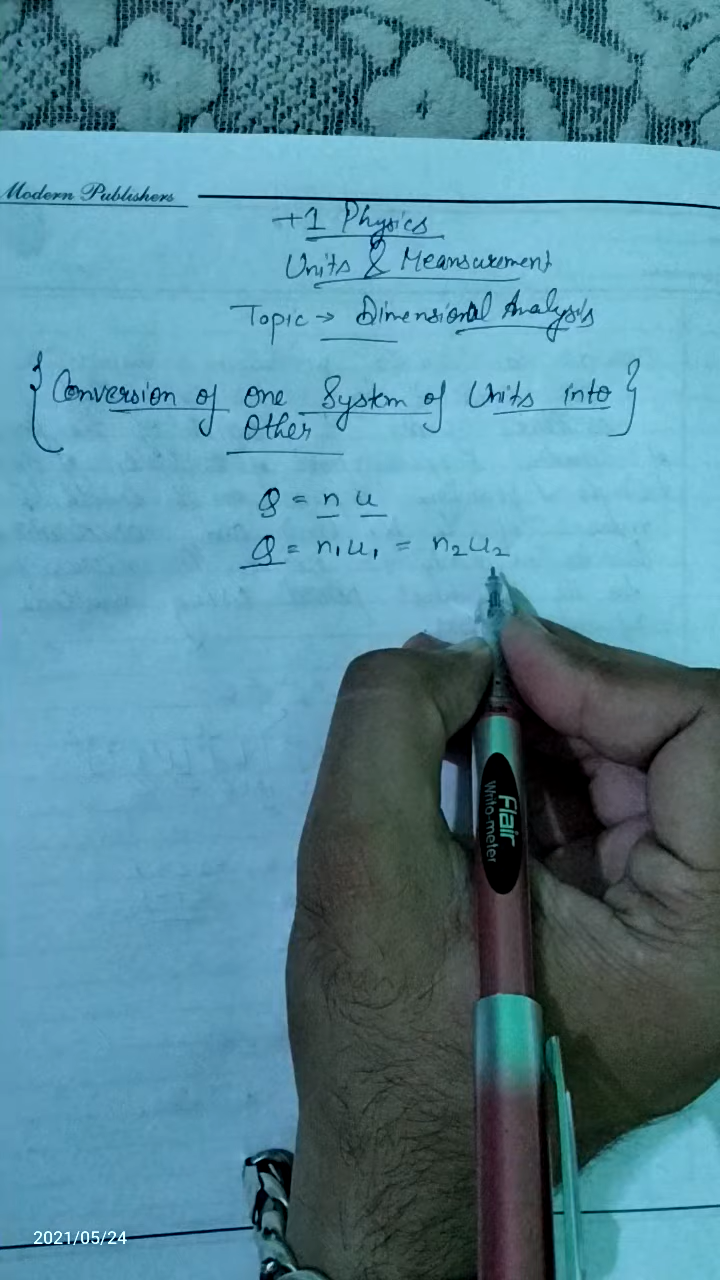 Modern Publishers
+1 Physics
Units & Meansurement
Topic → Dimensional Analysis
{Conversion of one System of Units into}
Other
Q = n u
Q = n₁u₁ = n₂u₂
Flair
Writo-meter
2021/05/24